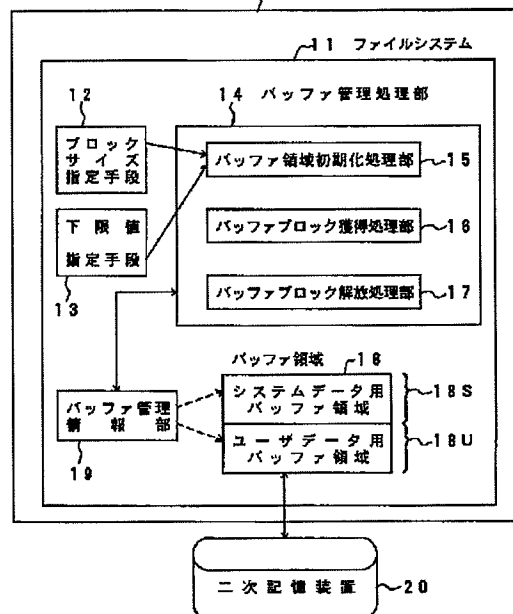 11 ファイルシステム
12
ブロック
サイズ
指定手段
下限値
指定手段
13
14 バッファ管理処理部
バッファ領域初期化処理部
15
バッファブロック獲得処理部
16
バッファブロック解放処理部
17
バッファ領域
18
システムデータ用
バッファ領域
18S
ユーザデータ用
バッファ領域
18U
バッファ管理
情報部
19
二次記憶装置
20